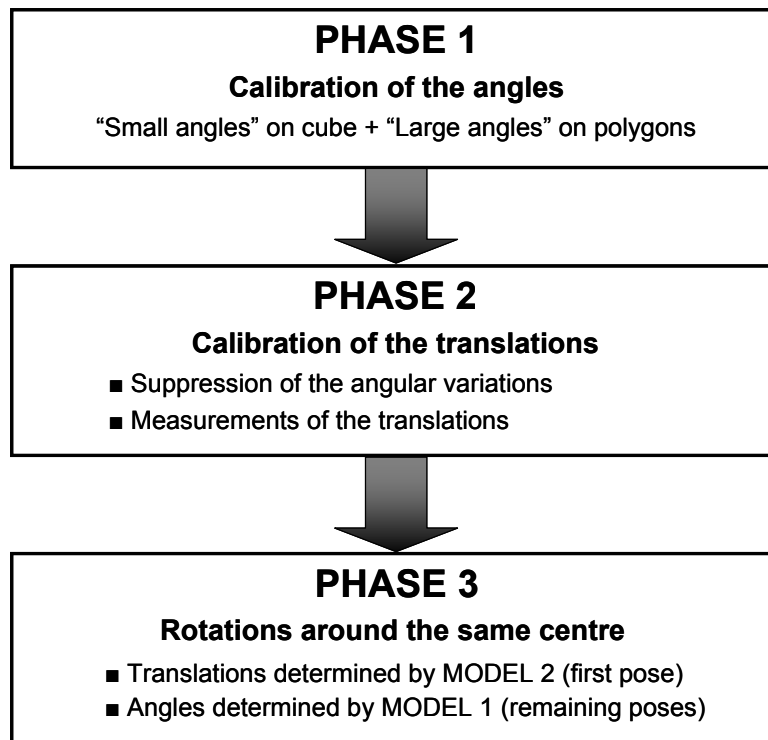 PHASE 1
Calibration of the angles
“Small angles” on cube + “Large angles” on polygons
PHASE 2
Calibration of the translations
■ Suppression of the angular variations
■ Measurements of the translations
PHASE 3
Rotations around the same centre
■ Translations determined by MODEL 2 (first pose)
■ Angles determined by MODEL 1 (remaining poses)